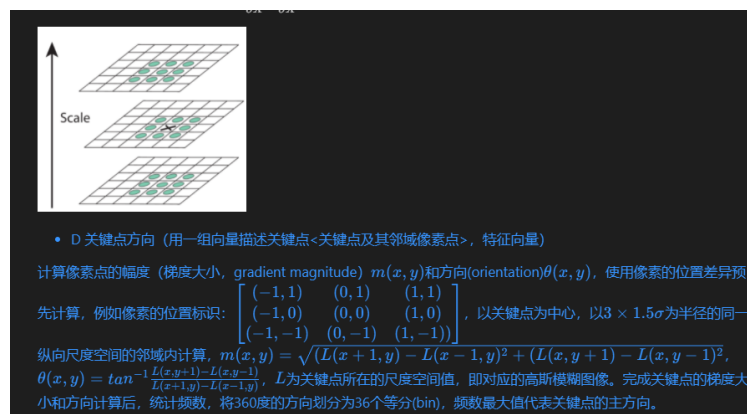 Scale
• D 关键点方向（用一组向量描述关键点<关键点及其邻域像素点>，特征向量）
计算像素点的幅度（梯度大小，gradient magnitude）m(x, y)和方向(orientation)θ(x, y)，使用像素的位置差异预
先计算，例如像素的位置标识：[(−1, 1) (0, 1) (1, 1)
(−1, 0) (0, 0) (1, 0)
(−1, −1) (0, −1) (1, −1))]，以关键点为中心，以3 × 1.5σ为半径的同一
纵向尺度空间的邻域内计算，m(x, y) = √(L(x + 1, y) − L(x − 1, y)² + (L(x, y + 1) − L(x, y − 1)²，
θ(x, y) = tan⁻¹ L(x,y+1)−L(x,y−1) / L(x+1,y)−L(x−1,y)，L为关键点所在的尺度空间值，即对应的高斯模糊图像。完成关键点的梯度大
小和方向计算后，统计频数，将360度的方向划分为36个等分(bin)，频数最大值代表关键点的主方向。